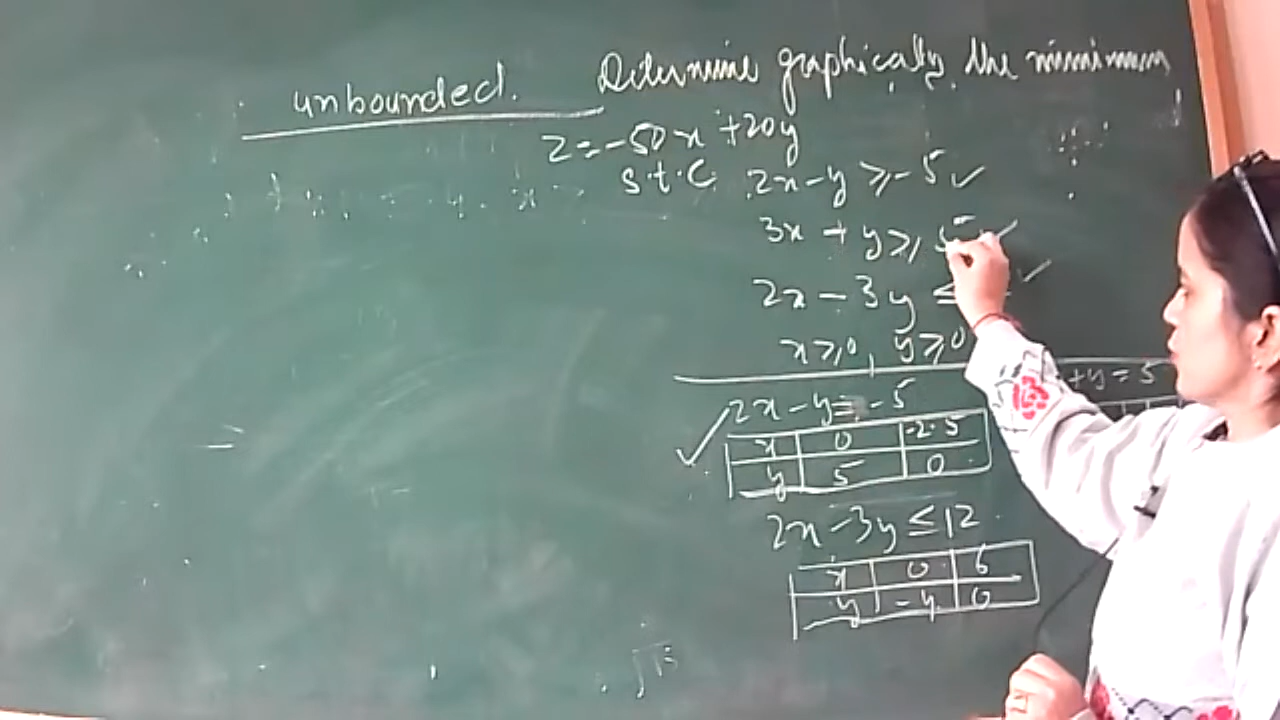 unbounded. Determine graphically the minimum
Z = -50x + 20y
S.t.C. 2x - y ≥ -5 ✓
3x + y ≥ 5 ✓
2x - 3y ≤ ✓
x ≥ 0, y ≥ 0
2x - y = -5
+ y = 5
✓
x 0 -2.5
y 5 0
2x - 3y ≤ 12
x 0 6
y -4 0
√13